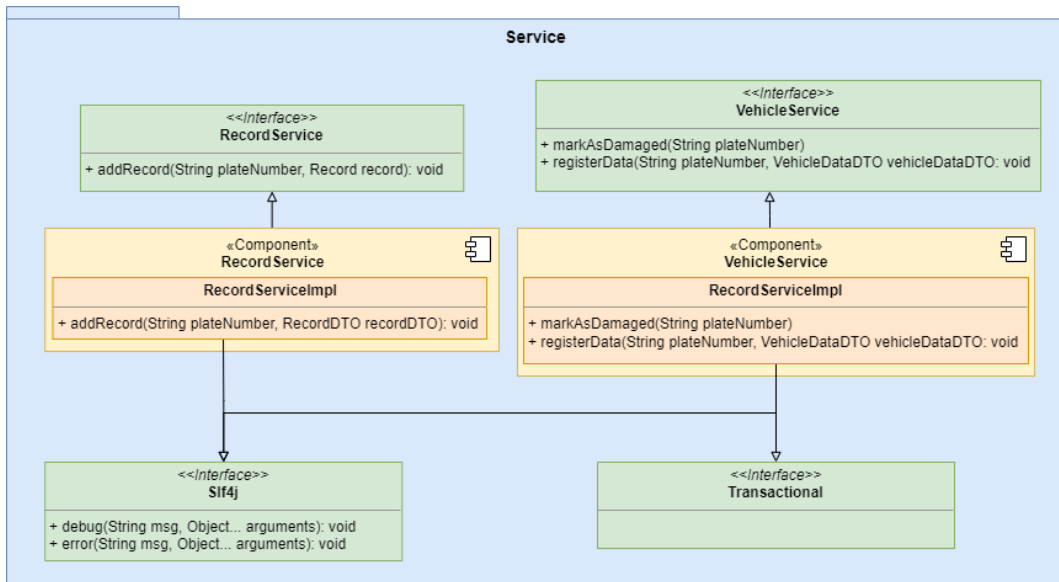 Service
<<Interface>>
RecordService
+ addRecord(String plateNumber, Record record): void
<<Interface>>
VehicleService
+ markAsDamaged(String plateNumber)
+ registerData(String plateNumber, VehicleDataDTO vehicleDataDTO: void
«Component»
RecordService
RecordServiceImpl
+ addRecord(String plateNumber, RecordDTO recordDTO): void
«Component»
VehicleService
RecordServiceImpl
+ markAsDamaged(String plateNumber)
+ registerData(String plateNumber, VehicleDataDTO vehicleDataDTO: void
<<Interface>>
Slf4j
+ debug(String msg, Object... arguments): void
+ error(String msg, Object... arguments): void
<<Interface>>
Transactional